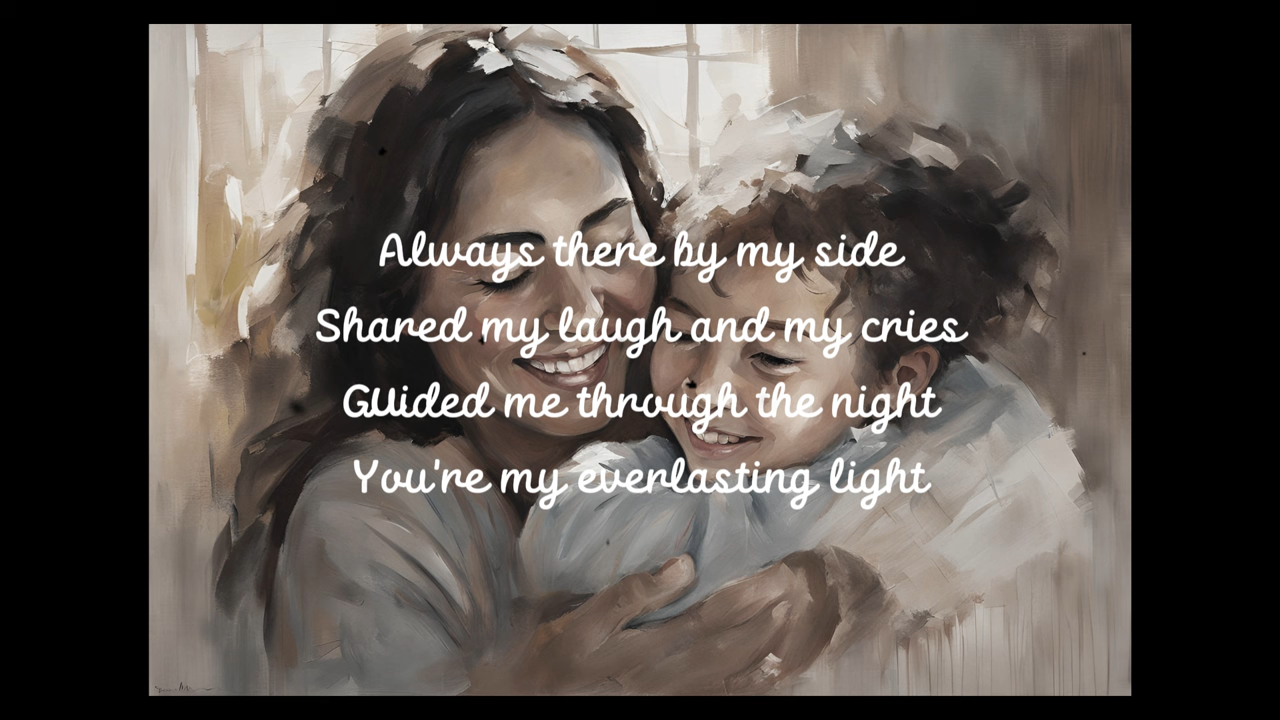 Always there by my side
Shared my laugh and my cries
Guided me through the night
You're my everlasting light